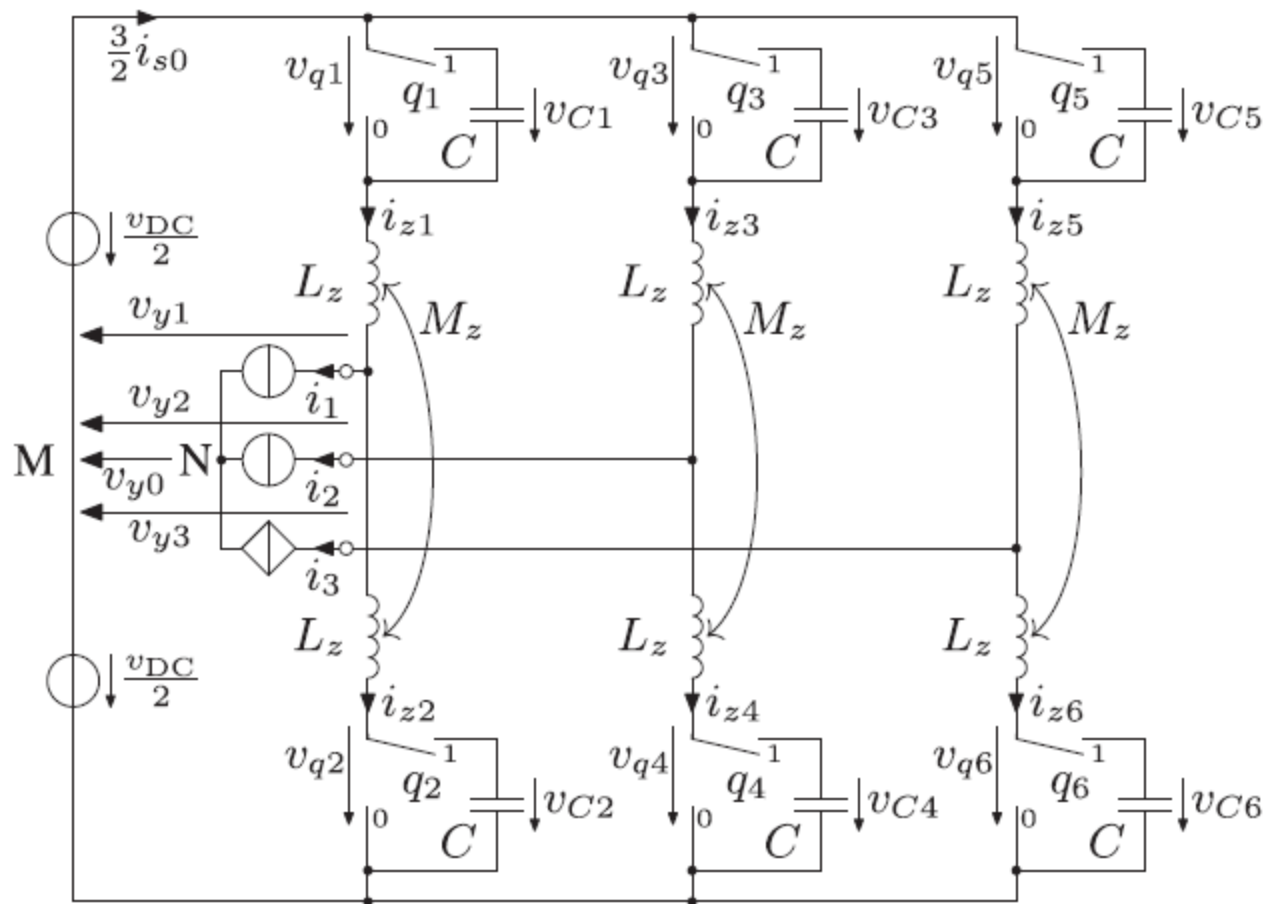 3/2 i_s0
v_q1 q_1 1 0 C v_C1
v_q3 q_3 1 0 C v_C3
v_q5 q_5 1 0 C v_C5
i_z1 i_z3 i_z5
v_DC/2
L_z M_z L_z M_z L_z M_z
v_y1
i_1
v_y2
M v_y0 N i_2
v_y3
i_3
L_z L_z L_z
v_DC/2
i_z2 i_z4 i_z6
v_q2 q_2 1 0 C v_C2
v_q4 q_4 1 0 C v_C4
v_q6 q_6 1 0 C v_C6